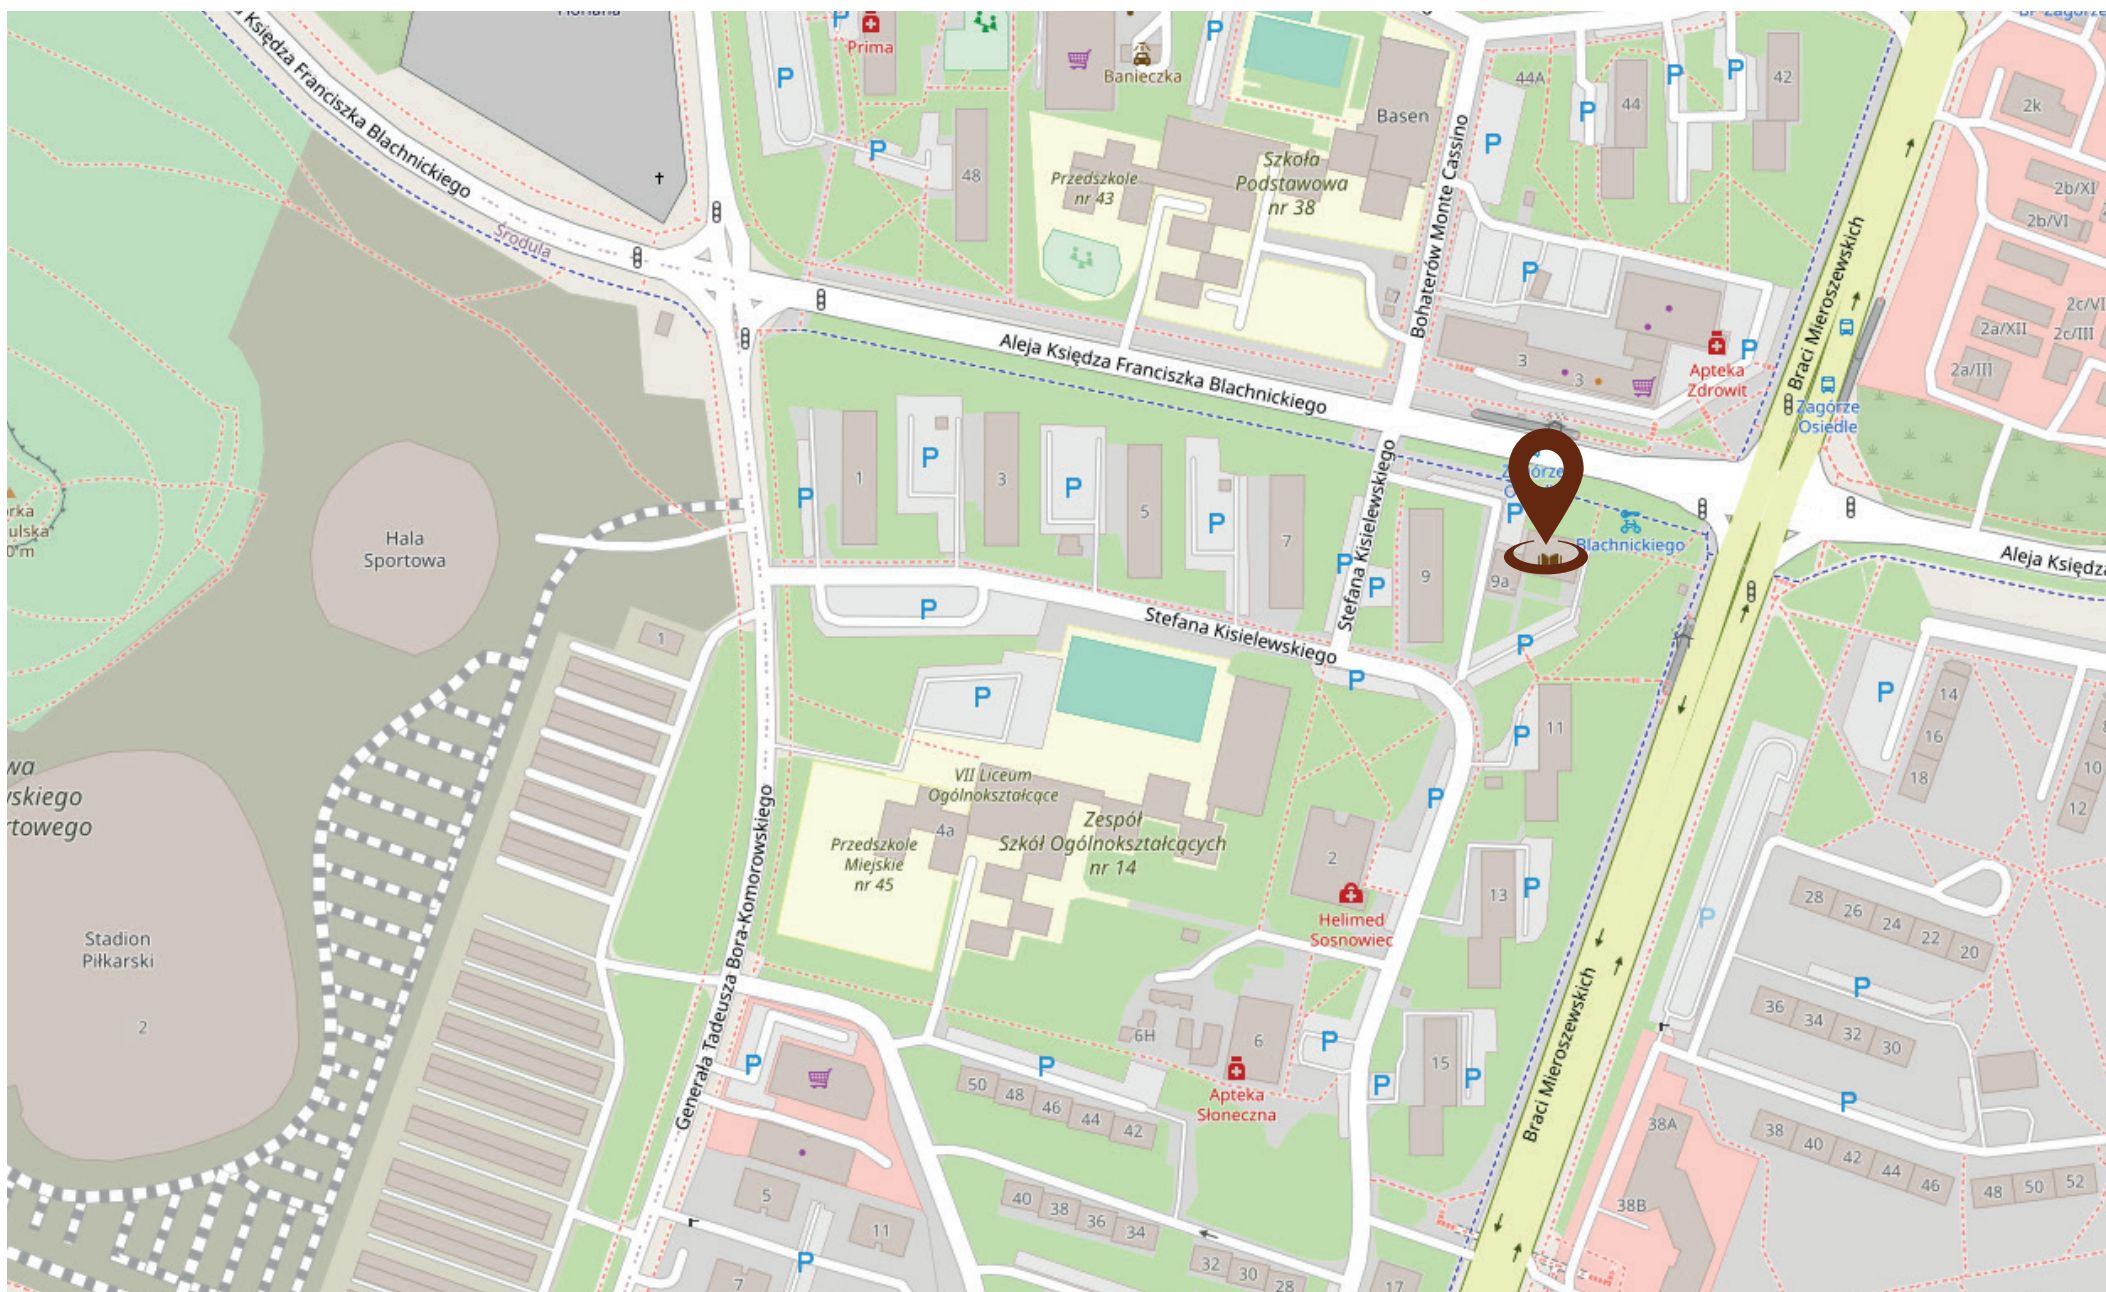 Księdza Franciszka Blachnickiego
Prima
P
P
P
P
Banieczka
Basen
Szkoła
Podstawowa
nr 38
Przedszkole
nr 43
48
44A
44
42
P
P
P
P
P
2k
2b/XI
2b/VI
2c/VI
2c/III
2a/XII
2a/III
Środula
Bohaterów Monte Cassino
Braci Mieroszewskich
7
3
3
Apteka
Zdrowit
P
Zagórze
Osiedle
Aleja Księdza Franciszka Blachnickiego
1
3
5
7
9
9a
P
P
P
P
P
P
P
P
Stefana Kisielewskiego
Blachnickiego
Aleja Księdza
Hala
Sportowa
1
P
Stefana Kisielewskiego
P
P
P
11
P
14
16
18
10
12
P
VII Liceum
Ogólnokształcące
4a
Zespół
Szkół Ogólnokształcących
nr 14
Przedszkole
Miejskie
nr 45
2
Helimed
Sosnowiec
P
13
P
P
28
26
24
22
20
Stadion
Piłkarski
2
Generała Tadeusza Bora-Komorowskiego
Braci Mieroszewskich
6H
6
Apteka
Słoneczna
P
P
P
15
P
P
P
36
34
32
30
P
50
48
46
44
42
38A
38B
38
40
42
44
46
48
50
52
5
11
7
P
40
38
36
34
32
30
28
17